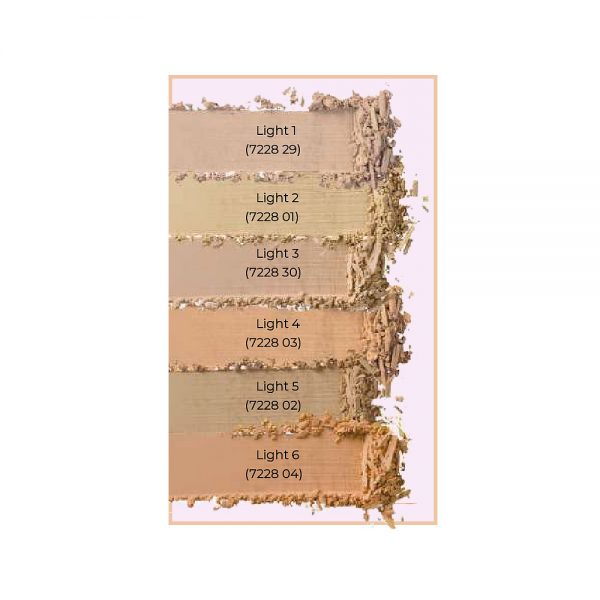 Light 1
(7228 29)
Light 2
(7228 01)
Light 3
(7228 30)
Light 4
(7228 03)
Light 5
(7228 02)
Light 6
(7228 04)